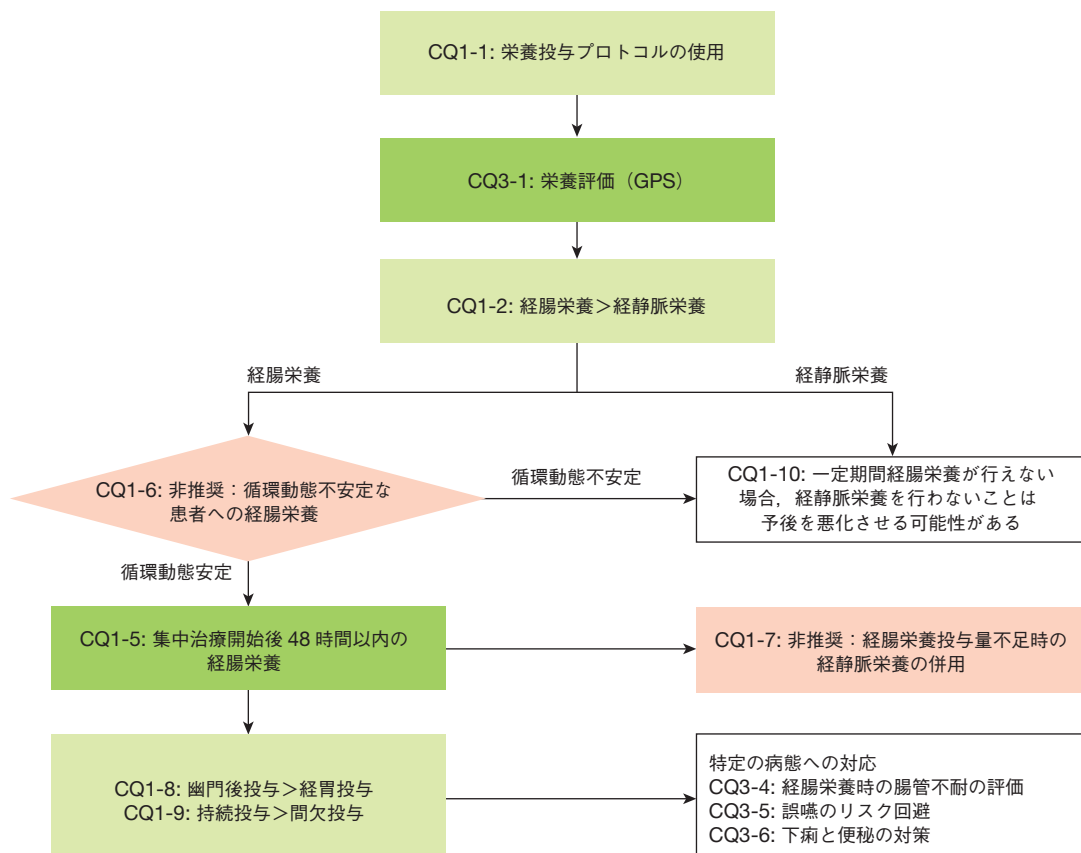 CQ1-1: 栄養投与プロトコルの使用
CQ3-1: 栄養評価（GPS）
CQ1-2: 経腸栄養＞経静脈栄養
経腸栄養
経静脈栄養
CQ1-6: 非推奨：循環動態不安定な
患者への経腸栄養
循環動態不安定
CQ1-10: 一定期間経腸栄養が行えない
場合，経静脈栄養を行わないことは
予後を悪化させる可能性がある
循環動態安定
CQ1-5: 集中治療開始後 48 時間以内の
経腸栄養
CQ1-7: 非推奨：経腸栄養投与量不足時の
経静脈栄養の併用
CQ1-8: 幽門後投与＞経胃投与
CQ1-9: 持続投与＞間欠投与
特定の病態への対応
CQ3-4: 経腸栄養時の腸管不耐の評価
CQ3-5: 誤嚥のリスク回避
CQ3-6: 下痢と便秘の対策